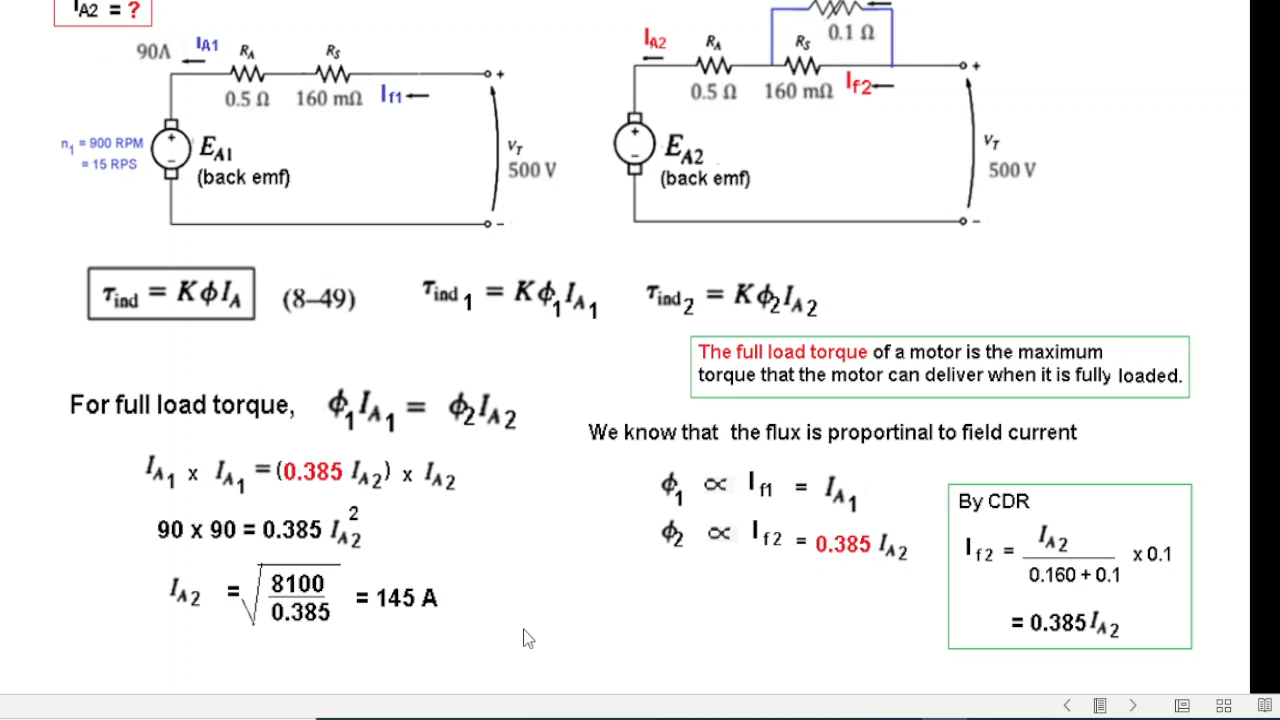 IA2 = ?
90A
IA1
RA
RS
0.5 Ω
160 mΩ
If1
+
n1 = 900 RPM
= 15 RPS
+
−
EA1
(back emf)
VT
500 V
−
0.1 Ω
IA2
RA
RS
0.5 Ω
160 mΩ
If2
+
+
−
EA2
(back emf)
VT
500 V
−
τind = KϕIA
(8–49)
τind 1 = Kϕ1IA1
τind2 = Kϕ2IA2
The full load torque of a motor is the maximum
torque that the motor can deliver when it is fully loaded.
For full load torque, ϕ1IA1 = ϕ2IA2
We know that the flux is proportinal to field current
IA1 x IA1 = (0.385 IA2) x IA2
90 x 90 = 0.385 IA2²
IA2 = √(8100/0.385) = 145 A
ϕ1 ∝ If1 = IA1
ϕ2 ∝ If2 = 0.385 IA2
By CDR
If2 = IA2 / 0.160 + 0.1 x 0.1
= 0.385 IA2